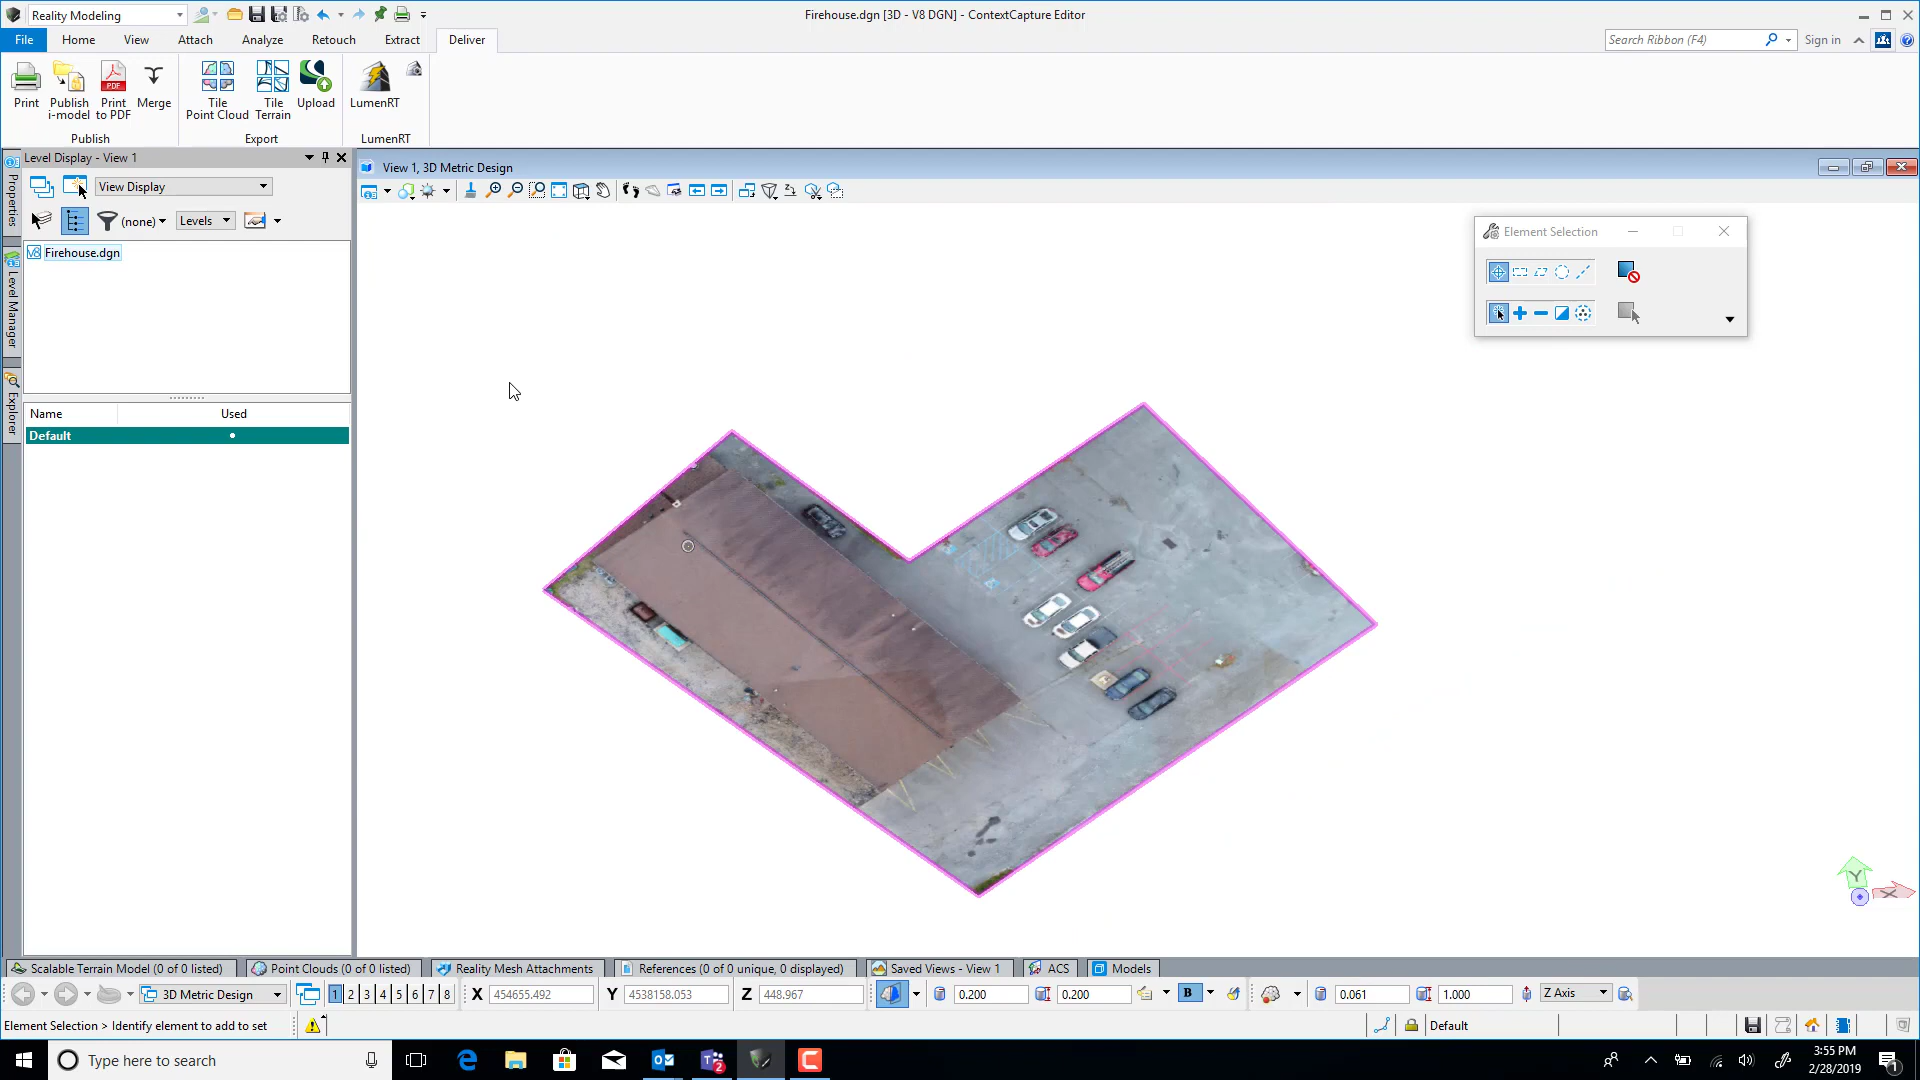 Reality Modeling
Firehouse.dgn [3D - V8 DGN] - ContextCapture Editor
File Home View Attach Analyze Retouch Extract Deliver
Search Ribbon (F4) Sign in
Print Publish i-model Print to PDF Merge
Tile Point Cloud Tile Terrain Upload LumenRT
Publish Export LumenRT
Level Display - View 1
View 1, 3D Metric Design
View Display
(none) Levels
Firehouse.dgn
Element Selection
Properties
Level Manager
Explorer
Name Used
Default
Y
X
Scalable Terrain Model (0 of 0 listed) Point Clouds (0 of 0 listed) Reality Mesh Attachments References (0 of 0 unique, 0 displayed) Saved Views - View 1 ACS Models
3D Metric Design 1 2 3 4 5 6 7 8 X 454655.492 Y 4538158.053 Z 448.967 0.200 0.200 B 0.061 1.000 Z Axis
Element Selection > Identify element to add to set Default
Type here to search
3:55 PM
2/28/2019